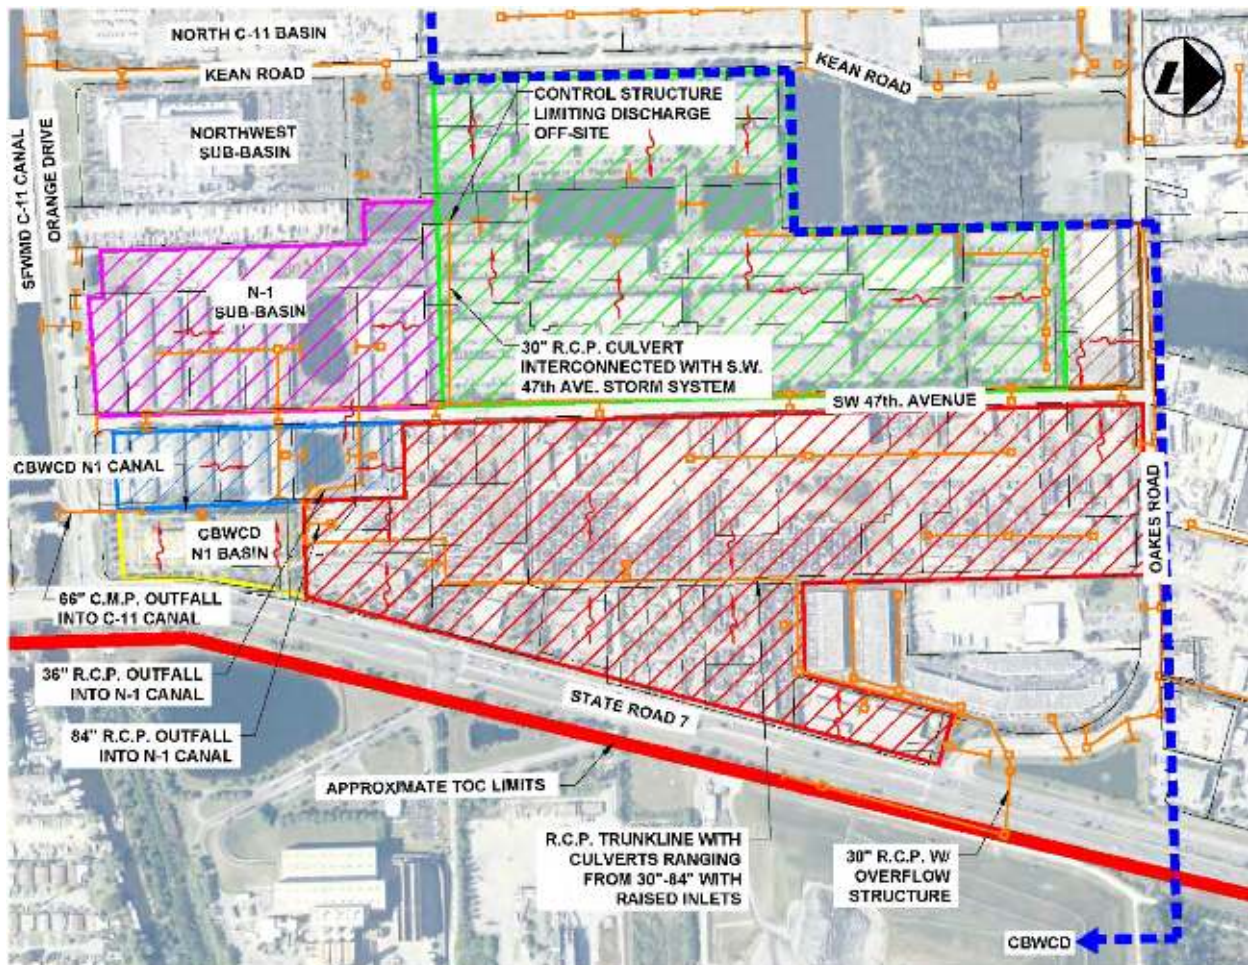 NORTH C-11 BASIN
KEAN ROAD
KEAN ROAD
CONTROL STRUCTURE
LIMITING DISCHARGE
OFF-SITE
NORTHWEST
SUB-BASIN
SFWMD C-11 CANAL
ORANGE DRIVE
N-1
SUB-BASIN
30" R.C.P. CULVERT
INTERCONNECTED WITH S.W.
47th AVE. STORM SYSTEM
SW 47th. AVENUE
CBWCD N1 CANAL
CBWCD
N1 BASIN
OAKES ROAD
66" C.M.P. OUTFALL
INTO C-11 CANAL
36" R.C.P. OUTFALL
INTO N-1 CANAL
84" R.C.P. OUTFALL
INTO N-1 CANAL
STATE ROAD 7
APPROXIMATE TOC LIMITS
R.C.P. TRUNKLINE WITH
CULVERTS RANGING
FROM 30"-84" WITH
RAISED INLETS
30" R.C.P. W/
OVERFLOW
STRUCTURE
CBWCD